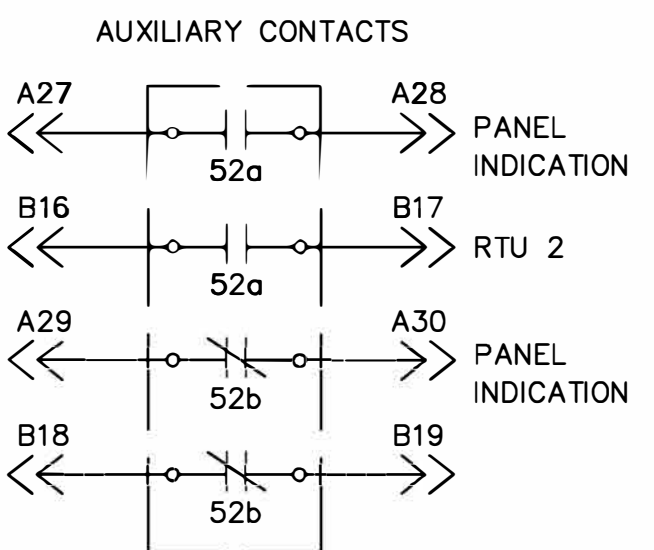 AUXILIARY CONTACTS
A27 A28
PANEL
INDICATION
52a
B16 B17
RTU 2
52a
A29 A30
PANEL
INDICATION
52b
B18 B19
52b